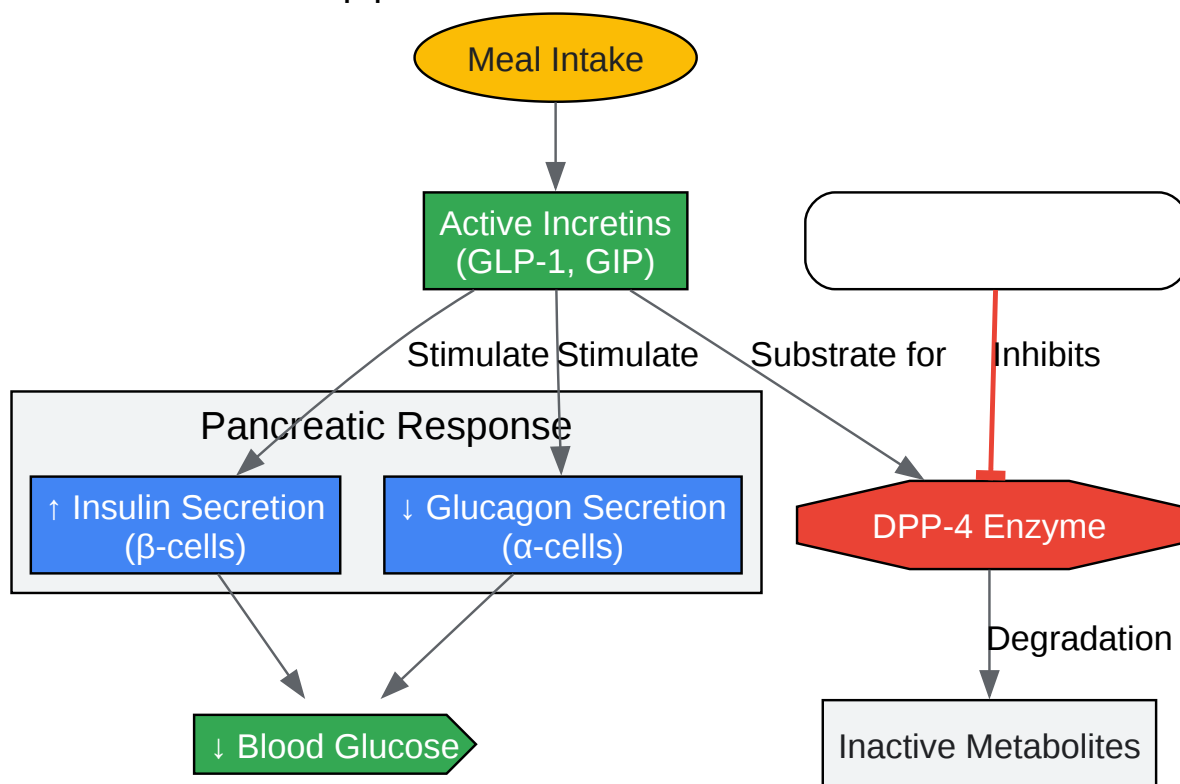 Meal Intake
Active Incretins
(GLP-1, GIP)
Stimulate
Stimulate
Substrate for
Inhibits
Pancreatic Response
↑ Insulin Secretion
(β-cells)
↓ Glucagon Secretion
(α-cells)
DPP-4 Enzyme
Degradation
↓ Blood Glucose
Inactive Metabolites